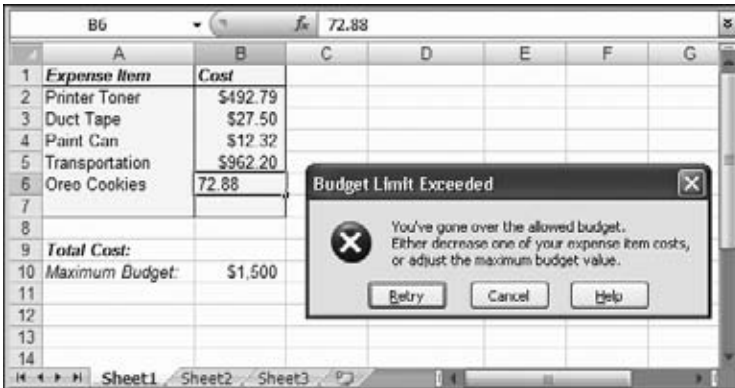 B6 fx 72.88
A B C D E F G
1 Expense Item Cost
2 Printer Toner $492.79
3 Duct Tape $27.50
4 Paint Can $12.32
5 Transportation $962.20
6 Oreo Cookies 72.88
7
8
9 Total Cost:
10 Maximum Budget: $1,500
11
12
13
14
Budget Limit Exceeded
You've gone over the allowed budget.
Either decrease one of your expense item costs,
or adjust the maximum budget value.
Retry Cancel Help
Sheet1 Sheet2 Sheet3